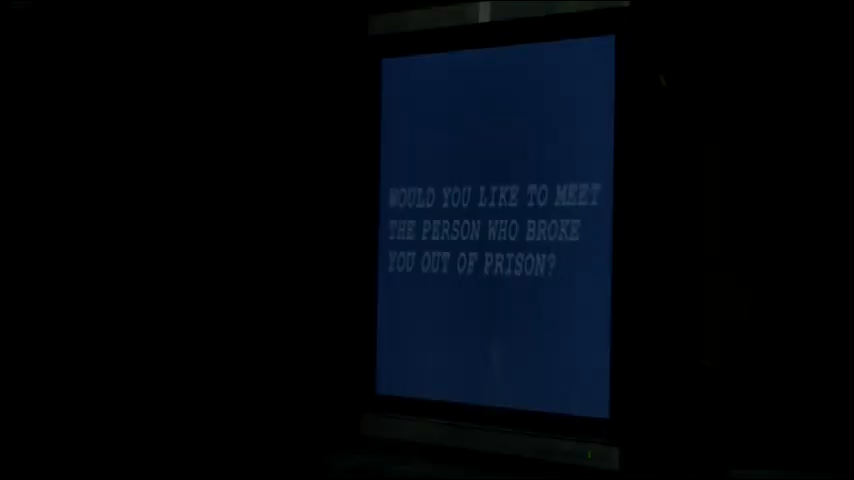 WOULD YOU LIKE TO MEET
THE PERSON WHO BROKE
YOU OUT OF PRISON?